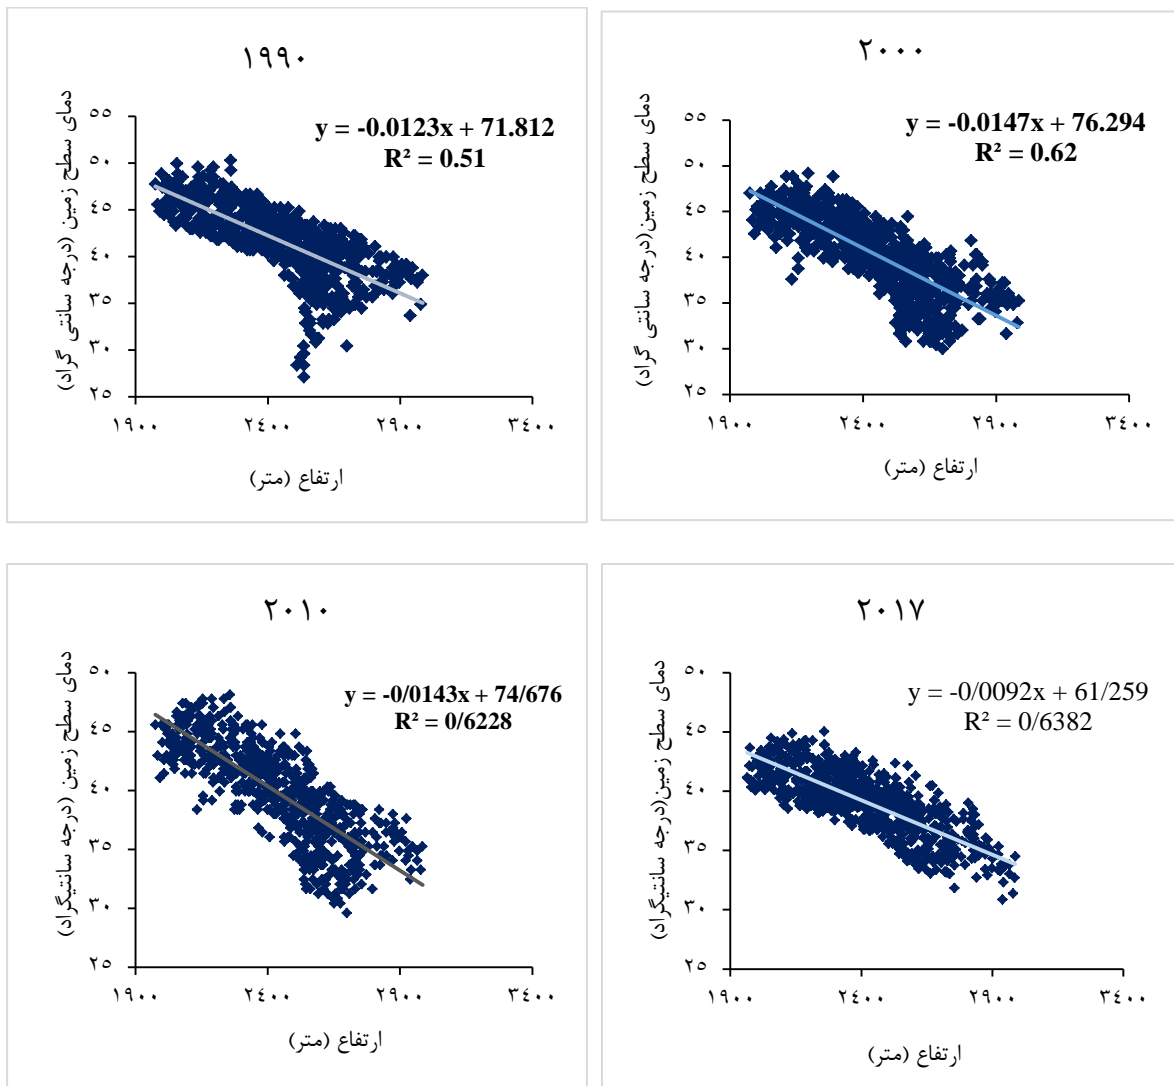 ۱۹۹۰
دمای سطح زمین (درجه سانتی گراد)
y = -0.0123x + 71.812
R² = 0.51
۵۵
۵۰
۴۵
۴۰
۳۵
۳۰
۲۵
۱۹۰۰ ۲۴۰۰ ۲۹۰۰ ۳۴۰۰
ارتفاع (متر)
۲۰۰۰
دمای سطح زمین(درجه سانتی گراد)
y = -0.0147x + 76.294
R² = 0.62
۵۵
۵۰
۴۵
۴۰
۳۵
۳۰
۲۵
۱۹۰۰ ۲۴۰۰ ۲۹۰۰ ۳۴۰۰
ارتفاع (متر)
۲۰۱۰
دمای سطح زمین (درجه سانتیگراد)
y = -0/0143x + 74/676
R² = 0/6228
۵۰
۴۵
۴۰
۳۵
۳۰
۲۵
۱۹۰۰ ۲۴۰۰ ۲۹۰۰ ۳۴۰۰
ارتفاع (متر)
۲۰۱۷
دمای سطح زمین(درجه سانتیگراد)
y = -0/0092x + 61/259
R² = 0/6382
۵۰
۴۵
۴۰
۳۵
۳۰
۲۵
۱۹۰۰ ۲۴۰۰ ۲۹۰۰ ۳۴۰۰
ارتفاع (متر)